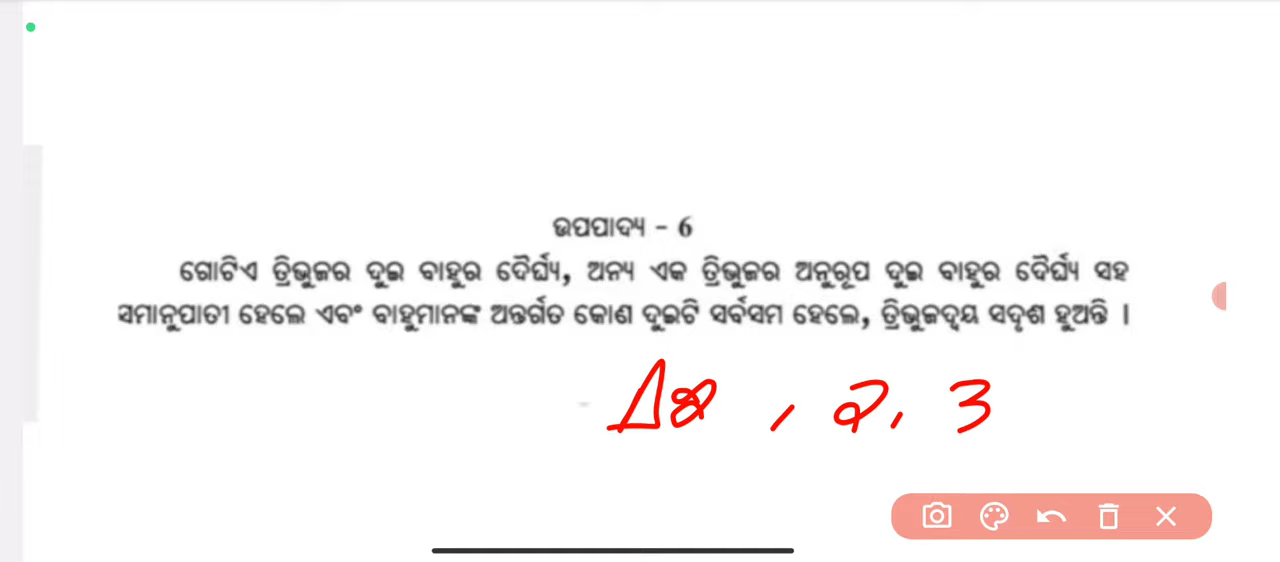 ଉପପାଦ୍ୟ - 6
ଗୋଟିଏ ତ୍ରିଭୁଜର ଦୁଇ ବାହୁର ଦୈର୍ଘ୍ୟ, ଅନ୍ୟ ଏକ ତ୍ରିଭୁଜର ଅନୁରୂପ ଦୁଇ ବାହୁର ଦୈର୍ଘ୍ୟ ସହ
ସମାନୁପାତୀ ହେଲେ ଏବଂ ବାହୁମାନଙ୍କ ଅନ୍ତର୍ଗତ କୋଣ ଦୁଇଟି ସର୍ବସମ ହେଲେ, ତ୍ରିଭୁଜଦ୍ୱୟ ସଦୃଶ ହୁଅନ୍ତି ।
, 2, 3